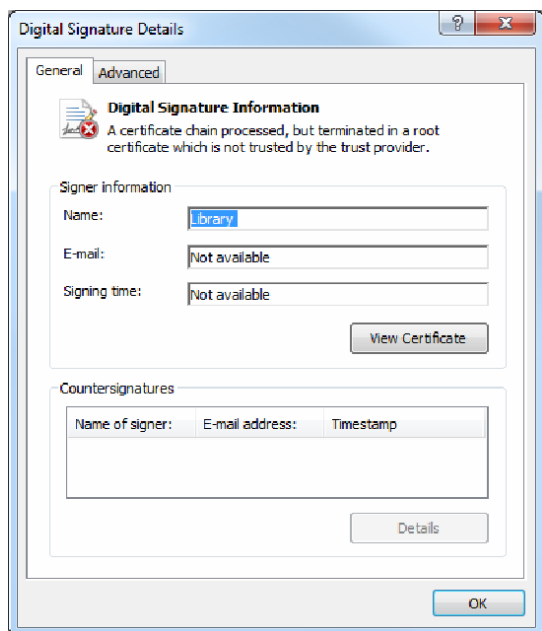 Digital Signature Details
General
Advanced
Digital Signature Information
A certificate chain processed, but terminated in a root
certificate which is not trusted by the trust provider.
Signer information
Name:
Library
E-mail:
Not available
Signing time:
Not available
View Certificate
Countersignatures
Name of signer:
E-mail address:
Timestamp
Details
OK